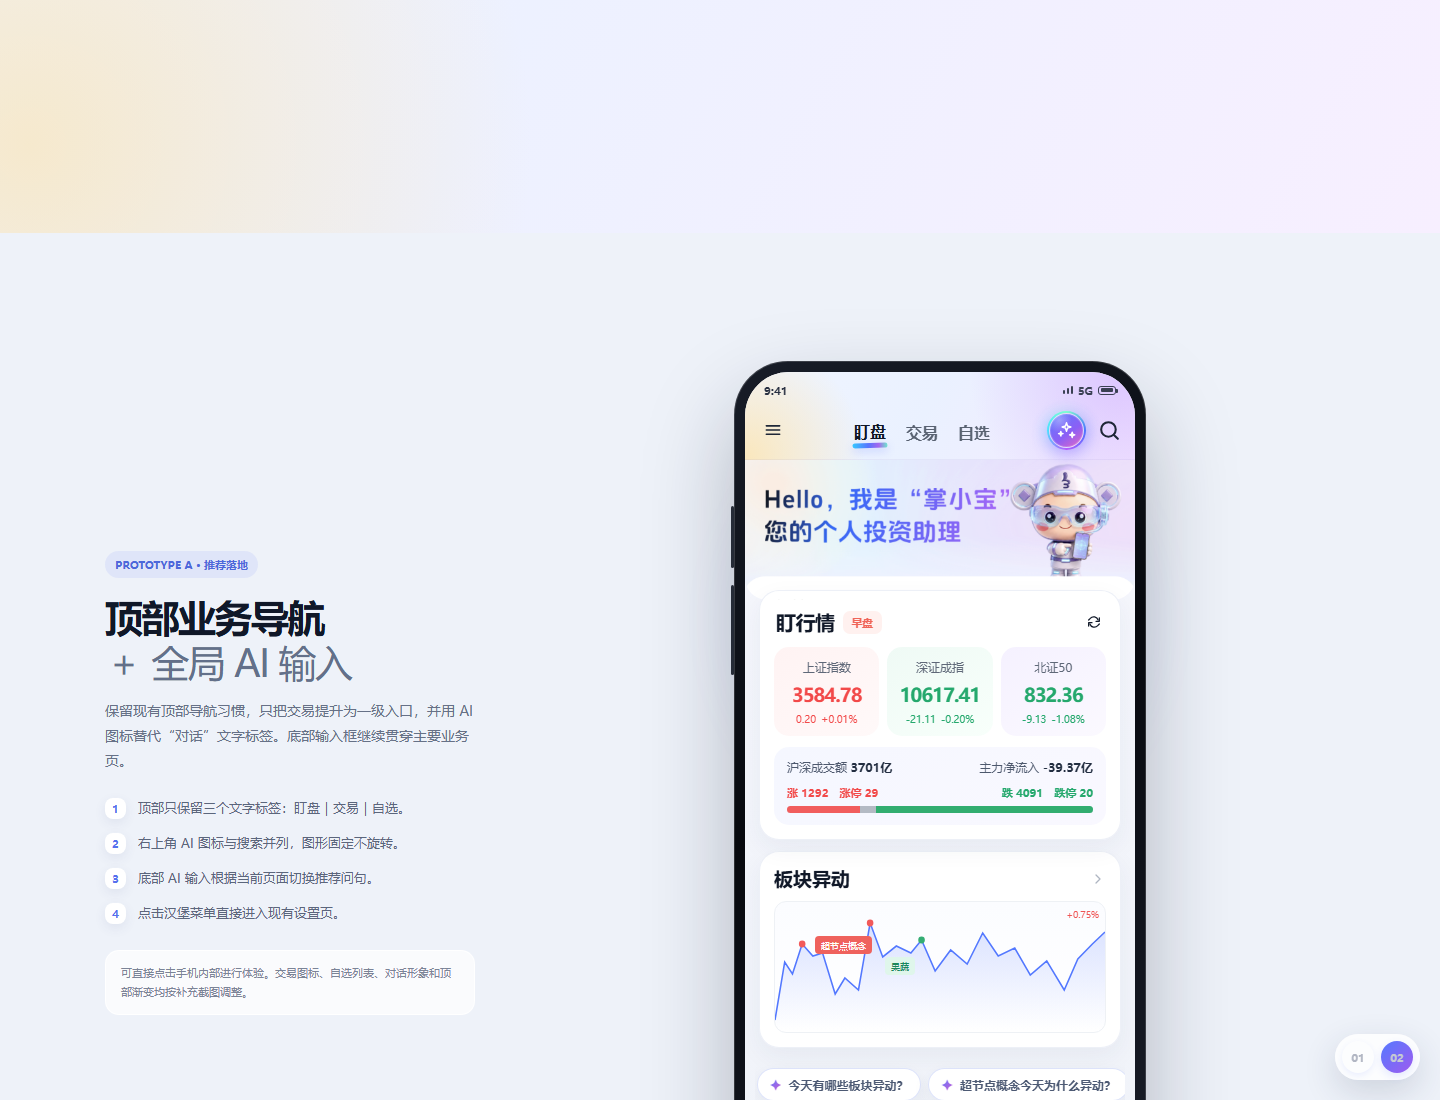 PROTOTYPE A • 推荐落地
顶部业务导航
＋ 全局 AI 输入
保留现有顶部导航习惯，只把交易提升为一级入口，并用 AI
图标替代“对话”文字标签。底部输入框继续贯穿主要业务
页。
1 顶部只保留三个文字标签：盯盘 | 交易 | 自选。
2 右上角 AI 图标与搜索并列，图形固定不旋转。
3 底部 AI 输入根据当前页面切换推荐问句。
4 点击汉堡菜单直接进入现有设置页。
可直接点击手机内部进行体验。交易图标、自选列表、对话形象和顶
部渐变均按补充截图调整。
9:41 5G
盯盘 交易 自选
Hello，我是“掌小宝”
您的个人投资助理
盯行情 早盘
上证指数 深证成指 北证50
3584.78 10617.41 832.36
0.20 +0.01% -21.11 -0.20% -9.13 -1.08%
沪深成交额 3701亿 主力净流入 -39.37亿
涨 1292 涨停 29 跌 4091 跌停 20
板块异动
+0.75%
超节点概念
果蔬
今天有哪些板块异动? 超节点概念今天为什么异动?
01 02